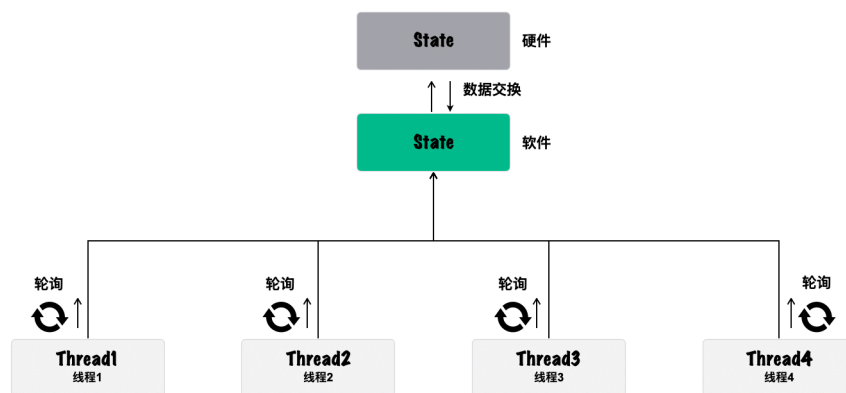 State
硬件
数据交换
State
软件
轮询
轮询
轮询
轮询
Thread1
线程1
Thread2
线程2
Thread3
线程3
Thread4
线程4